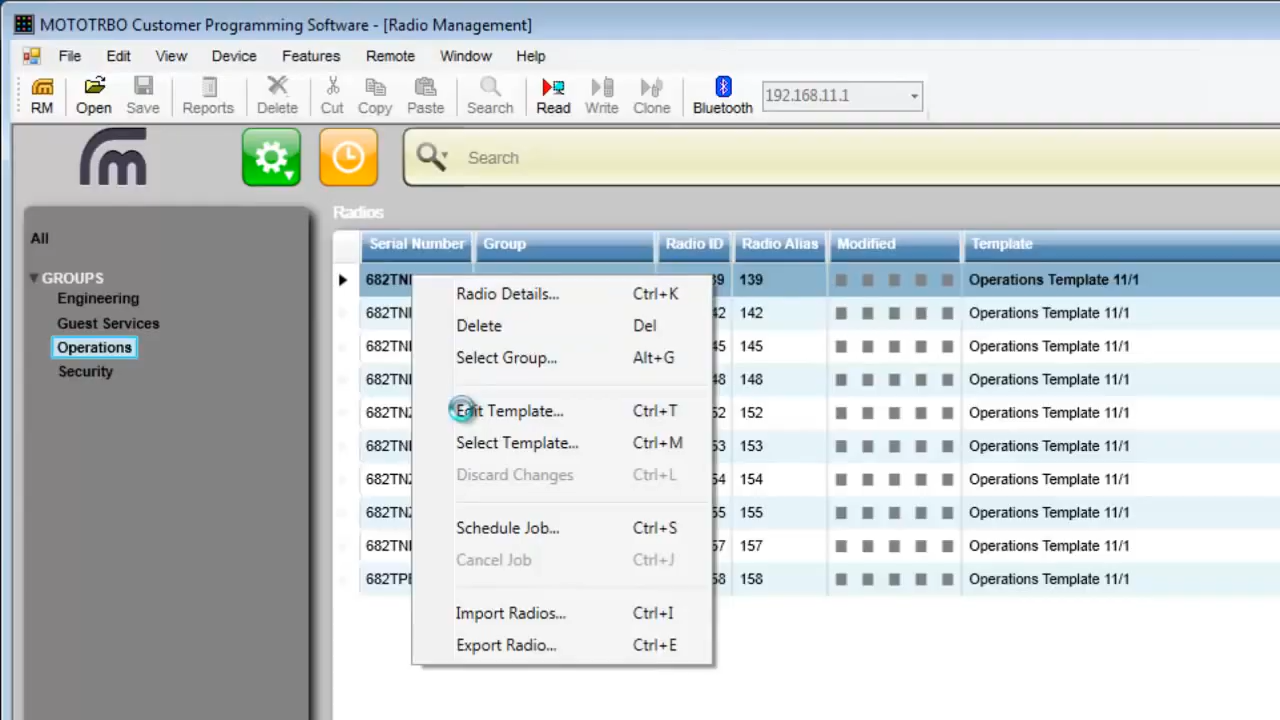 MOTOTRBO Customer Programming Software - [Radio Management]
File Edit View Device Features Remote Window Help
RM Open Save Reports Delete Cut Copy Paste Search Read Write Clone Bluetooth 192.168.11.1
Search
Radios
All
GROUPS
Engineering
Guest Services
Operations
Security
Serial Number Group Radio ID Radio Alias Modified Template
139 Operations Template 11/1
142 Operations Template 11/1
145 Operations Template 11/1
148 Operations Template 11/1
152 Operations Template 11/1
153 Operations Template 11/1
154 Operations Template 11/1
155 Operations Template 11/1
157 Operations Template 11/1
158 Operations Template 11/1
Radio Details... Ctrl+K
Delete Del
Select Group... Alt+G
Edit Template... Ctrl+T
Select Template... Ctrl+M
Discard Changes Ctrl+L
Schedule Job... Ctrl+S
Cancel Job Ctrl+J
Import Radios... Ctrl+I
Export Radio... Ctrl+E